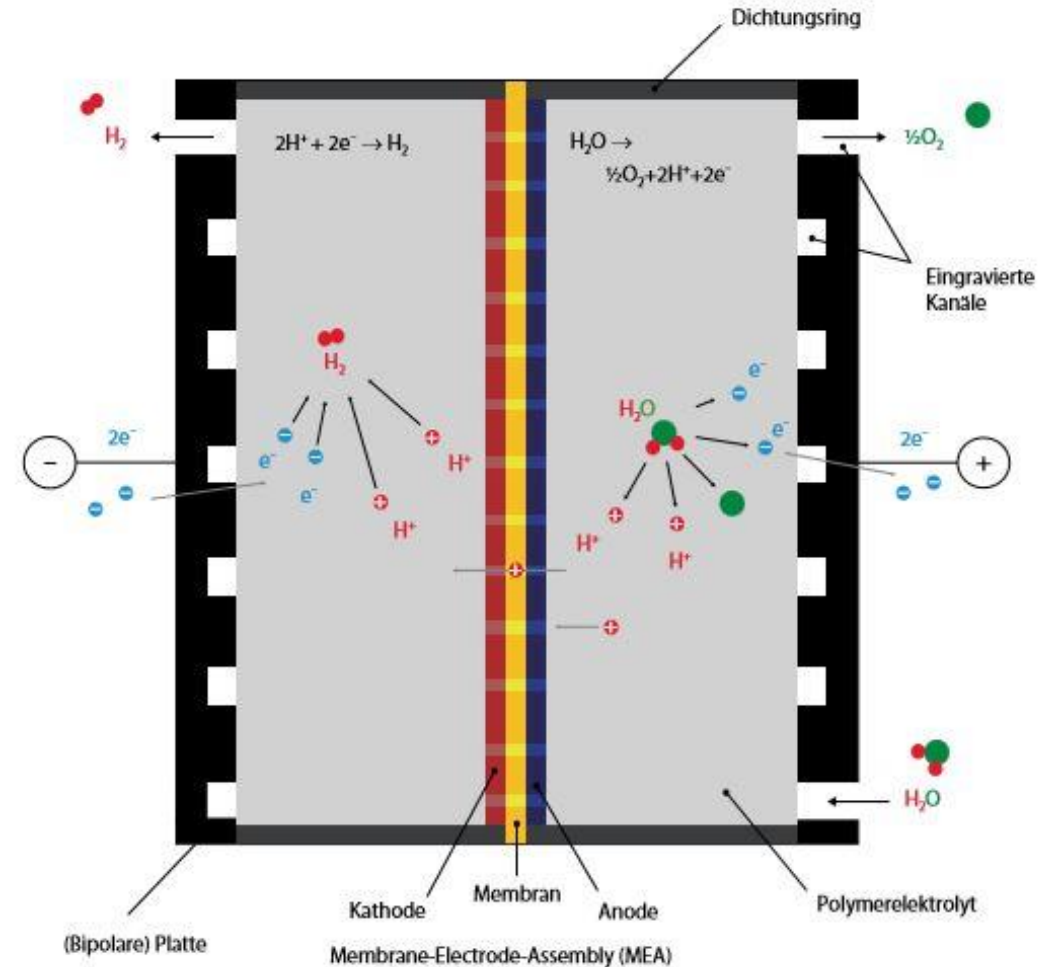 Dichtungsring
H₂
2H⁺ + 2e⁻ → H₂
H₂O →
½O₂+2H⁺+2e⁻
½O₂
Eingravierte
Kanäle
H₂
e⁻
H₂O
e⁻
2e⁻
2e⁻
−
+
e⁻
H⁺
e⁻
H⁺
H⁺
H⁺
H₂O
(Bipolare) Platte
Kathode
Membran
Anode
Polymerelektrolyt
Membrane-Electrode-Assembly (MEA)